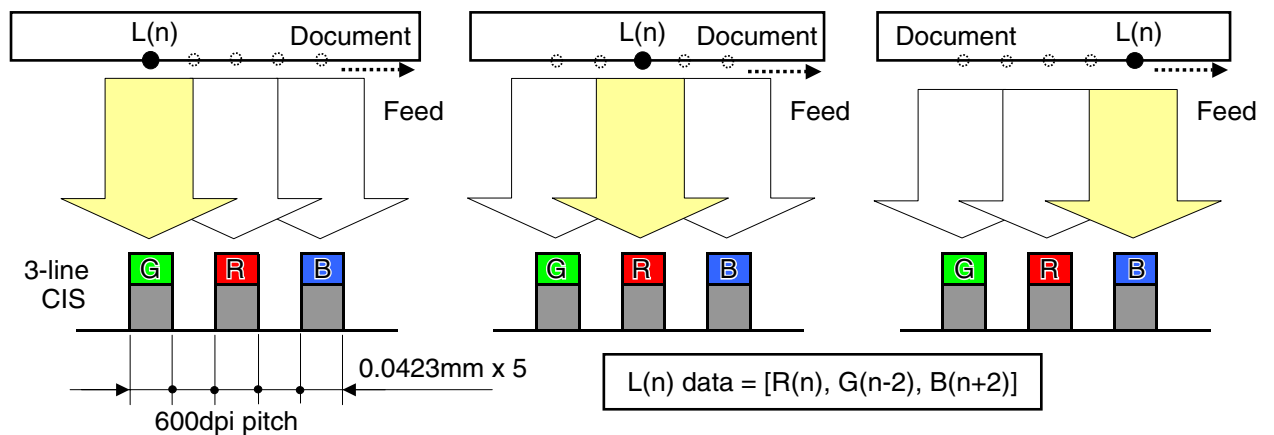 L(n)
Document
Feed
L(n)
Document
Feed
Document
L(n)
Feed
3-line
CIS
G R B
G R B
G R B
0.0423mm x 5
600dpi pitch
L(n) data = [R(n), G(n-2), B(n+2)]